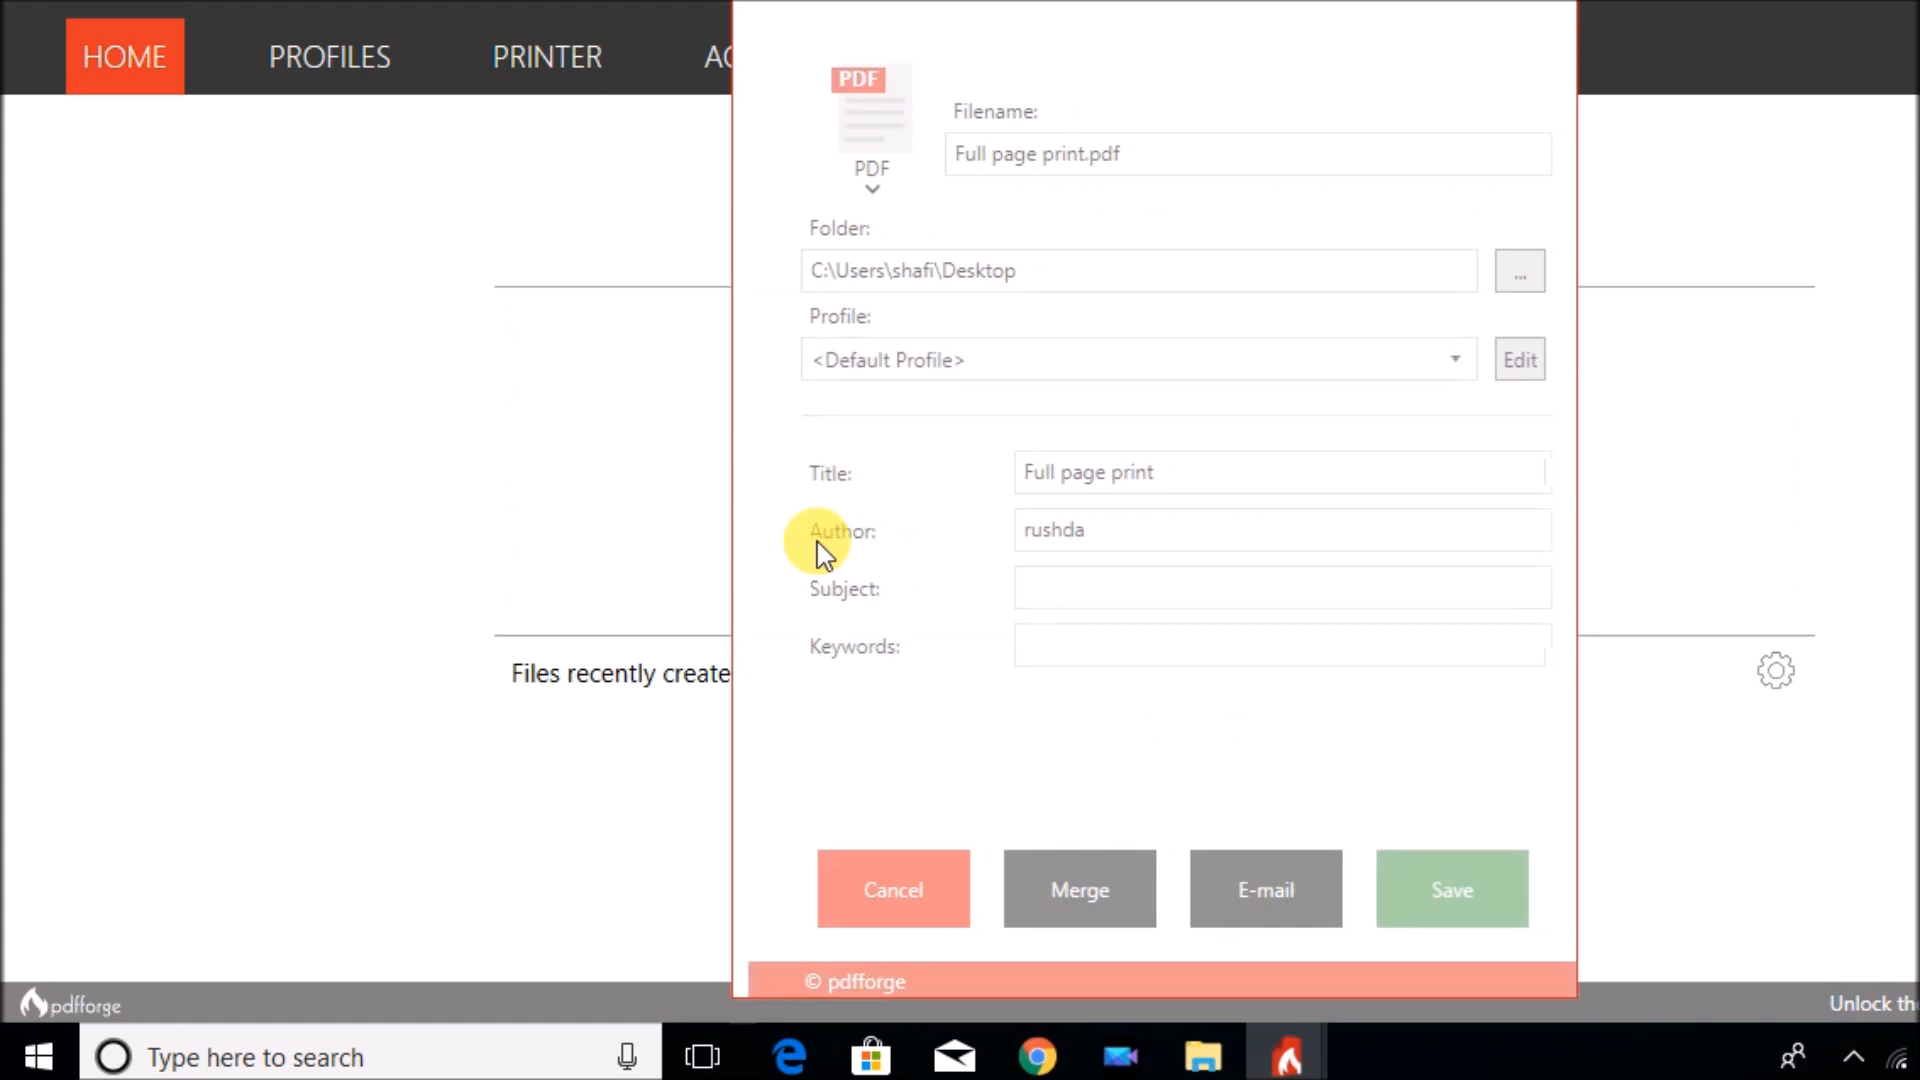 HOME PROFILES PRINTER AC
PDF
PDF
Filename:
Full page print.pdf
Folder:
C:\Users\shafi\Desktop
...
Profile:
<Default Profile>
Edit
Title:
Full page print
Author:
rushda
Subject:
Keywords:
Files recently create
Cancel Merge E-mail Save
© pdfforge
pdfforge
Unlock the
Type here to search